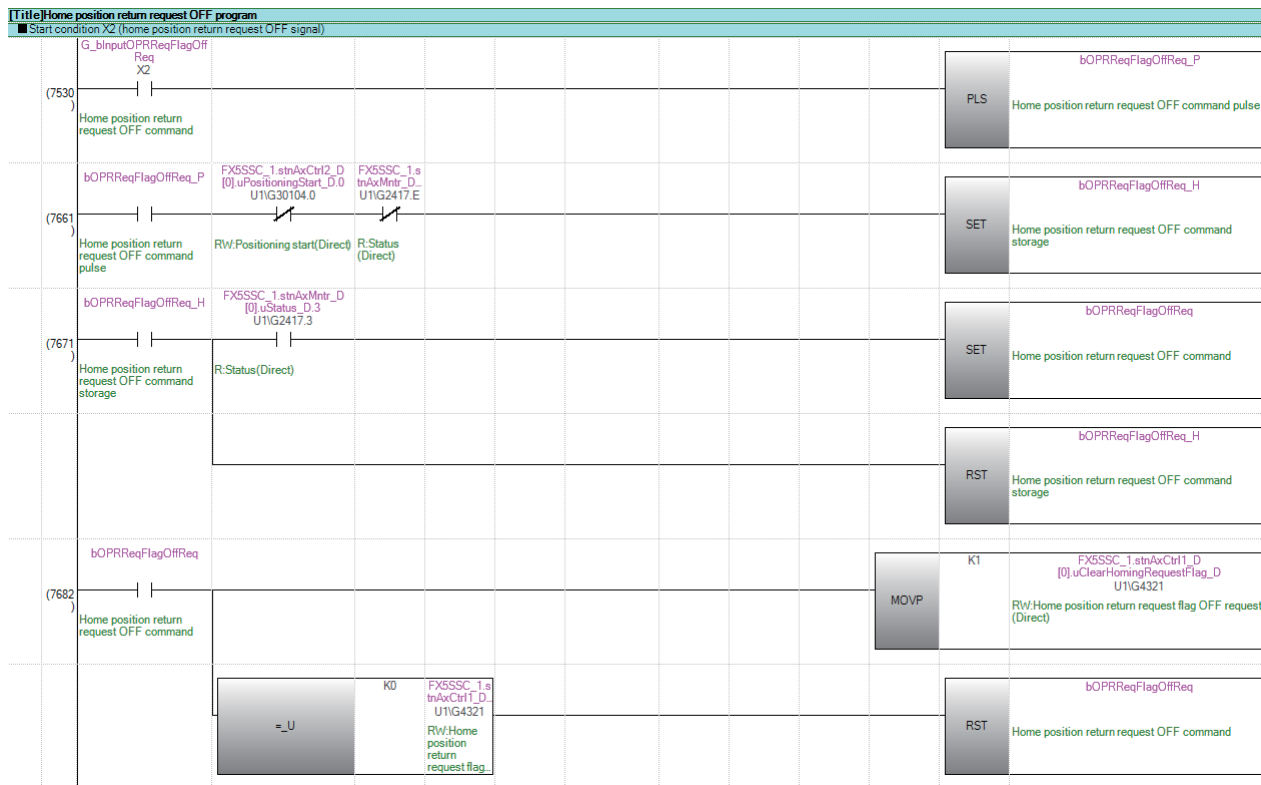 [Title]Home position return request OFF program
■Start condition X2 (home position return request OFF signal)
G_bInputOPRReqFlagOff
Req
X2
(7530
)
Home position return
request OFF command
PLS
bOPRReqFlagOffReq_P
Home position return request OFF command pulse
bOPRReqFlagOffReq_P
FX5SSC_1.stnAxCtrl2_D
[0].uPositioningStart_D.0
U1\G30104.0
FX5SSC_1.s
tnAxMntr_D...
U1\G2417.E
(7661
)
Home position return
request OFF command
pulse
RW:Positioning start(Direct)
R:Status
(Direct)
SET
bOPRReqFlagOffReq_H
Home position return request OFF command
storage
bOPRReqFlagOffReq_H
FX5SSC_1.stnAxMntr_D
[0].uStatus_D.3
U1\G2417.3
(7671
)
Home position return
request OFF command
storage
R:Status(Direct)
SET
bOPRReqFlagOffReq
Home position return request OFF command
RST
bOPRReqFlagOffReq_H
Home position return request OFF command
storage
bOPRReqFlagOffReq
(7682
)
Home position return
request OFF command
MOVP
K1
FX5SSC_1.stnAxCtrl1_D
[0].uClearHomingRequestFlag_D
U1\G4321
RW:Home position return request flag OFF request
(Direct)
=_U
K0
FX5SSC_1.s
tnAxCtrl1_D...
U1\G4321
RW:Home
position
return
request flag...
RST
bOPRReqFlagOffReq
Home position return request OFF command